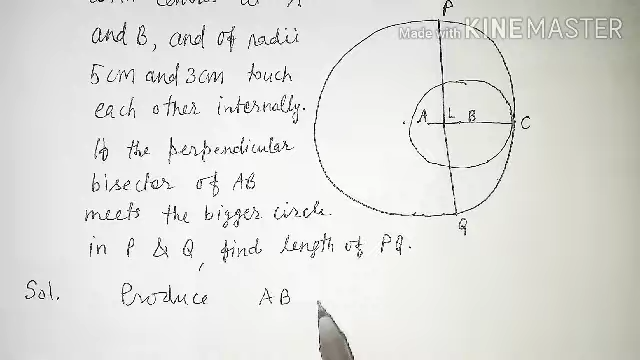 and B, and of radii
5cm and 3cm touch
each other internally.
If the perpendicular
bisector of AB
meets the bigger circle
in P & Q, find length of PQ.
Sol. Produce AB
P
A L B C
Q
Made with KINEMASTER